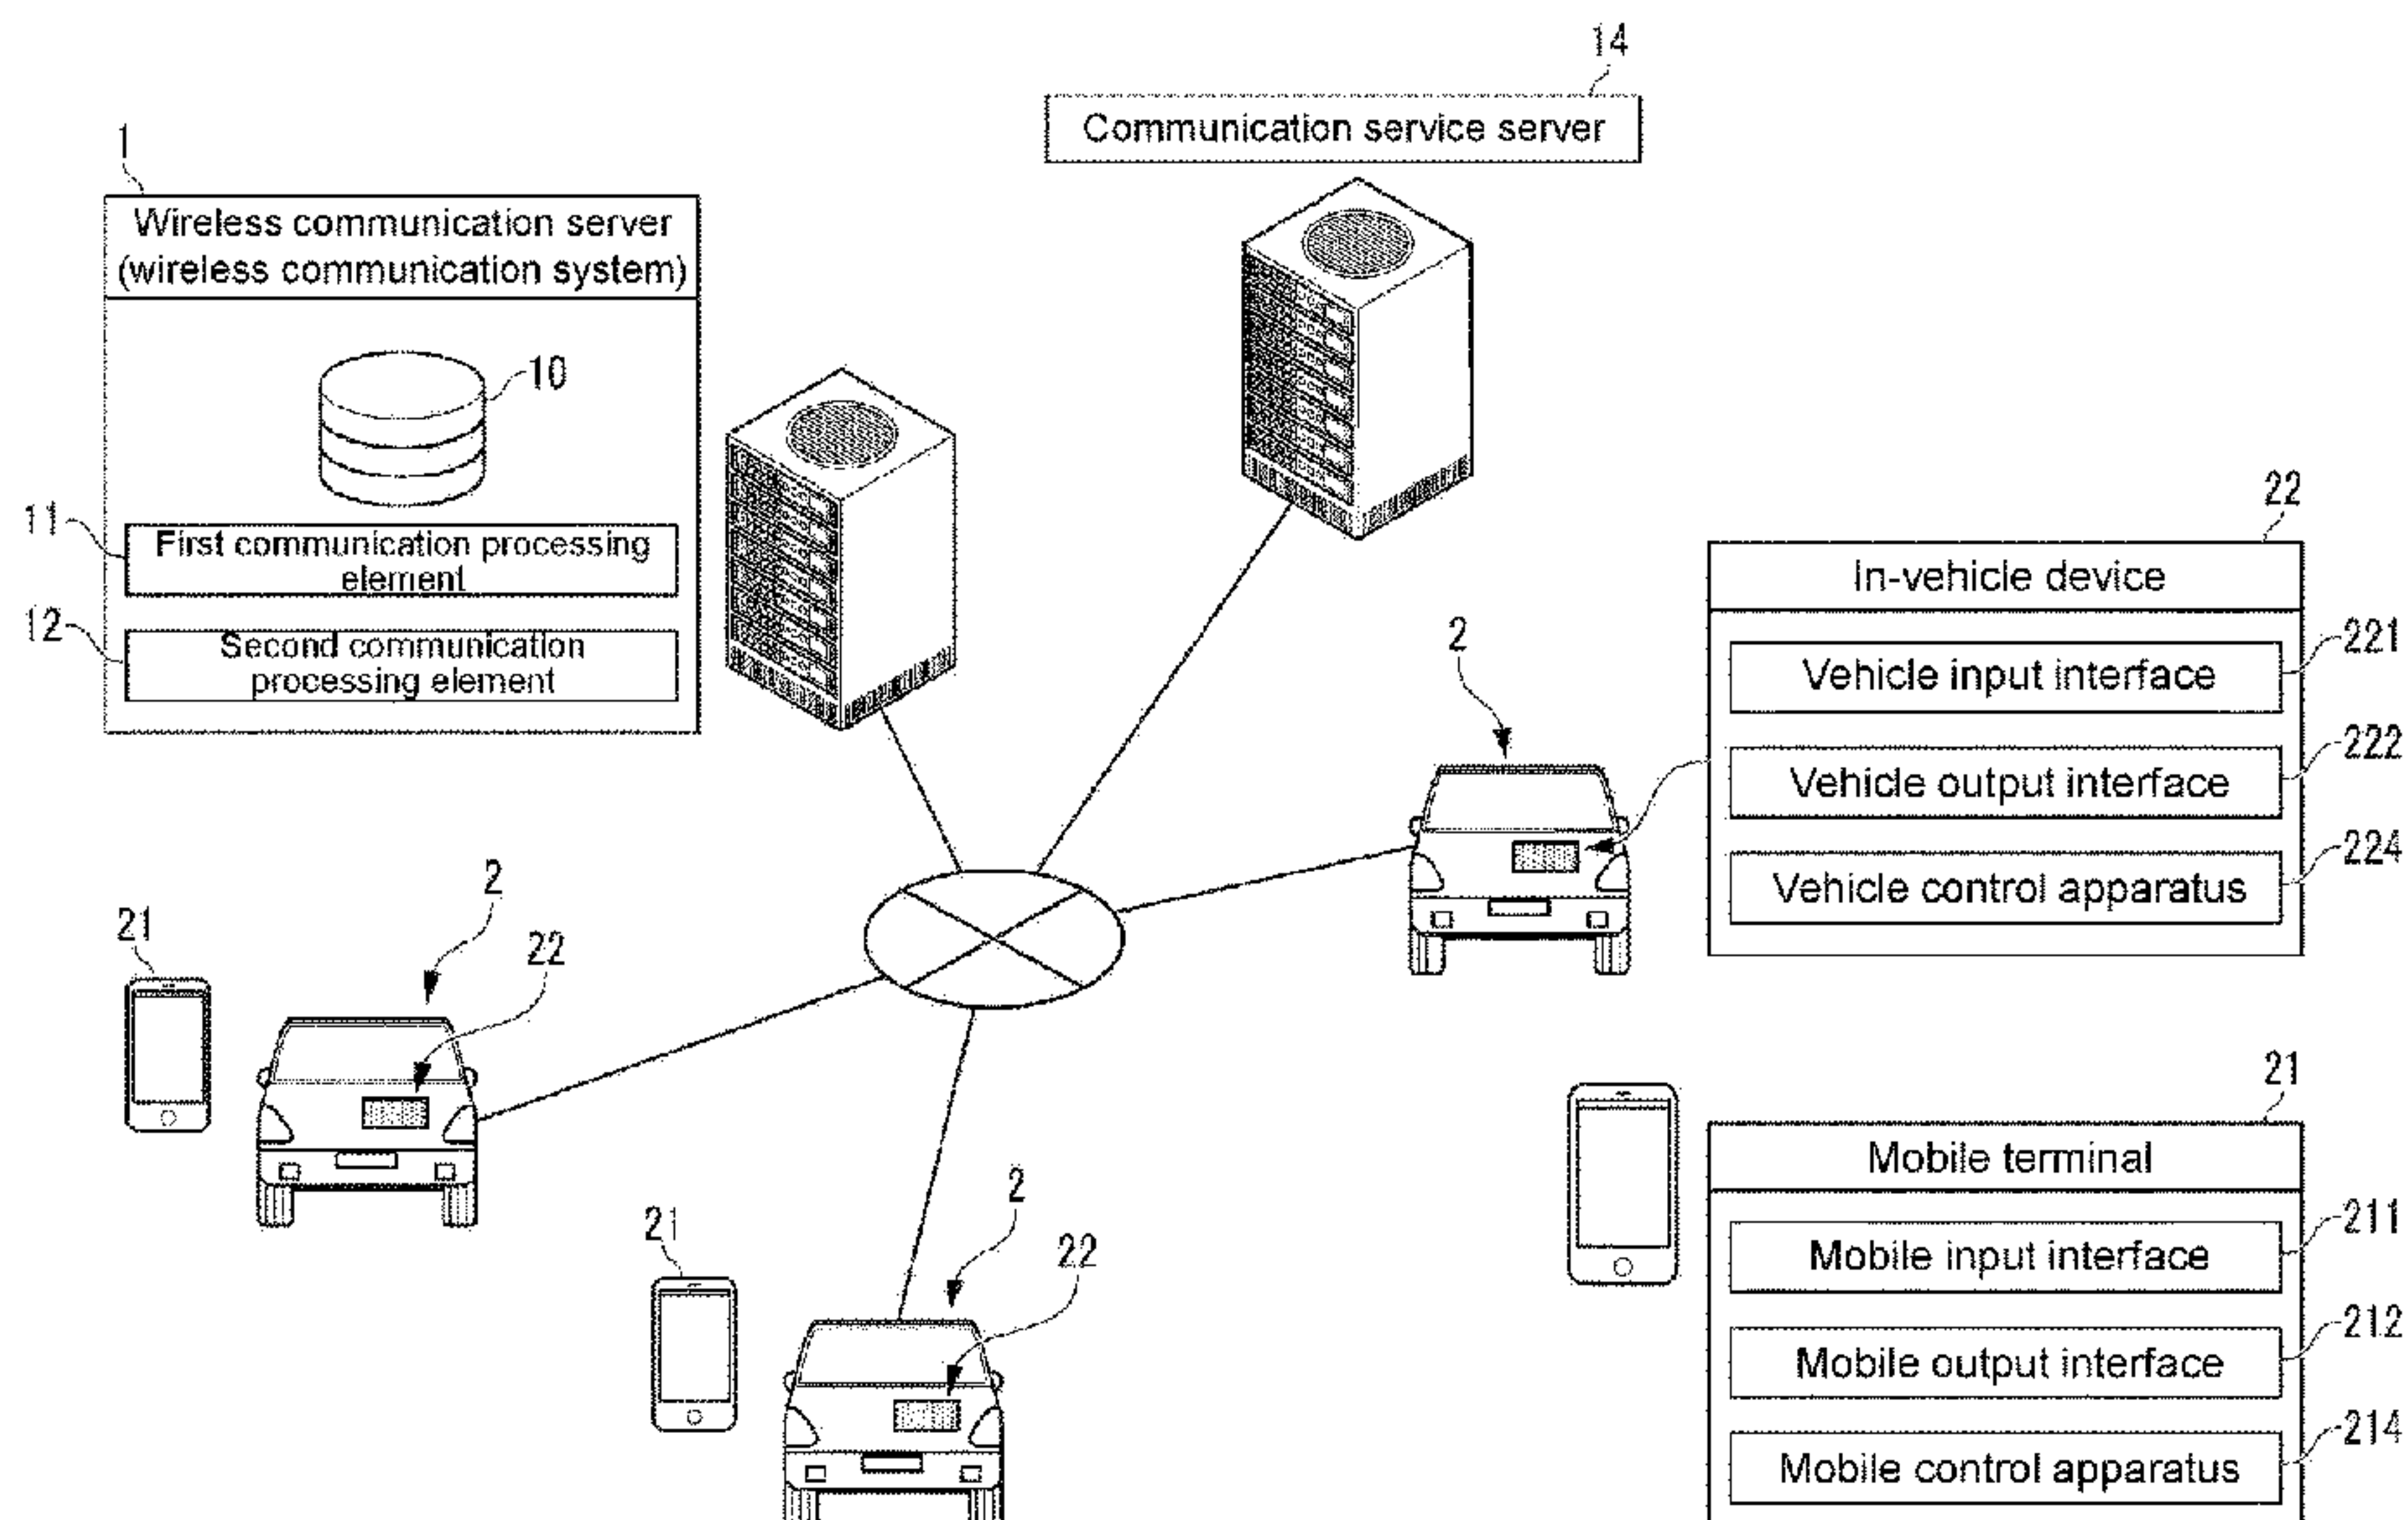 14
Communication service server
1
Wireless communication server
(wireless communication system)
10
11
First communication processing
element
12
Second communication
processing element
22
In-vehicle device
221
Vehicle input interface
222
Vehicle output interface
224
Vehicle control apparatus
2
2
22
21
21
2
22
21
Mobile terminal
211
Mobile input interface
212
Mobile output interface
214
Mobile control apparatus